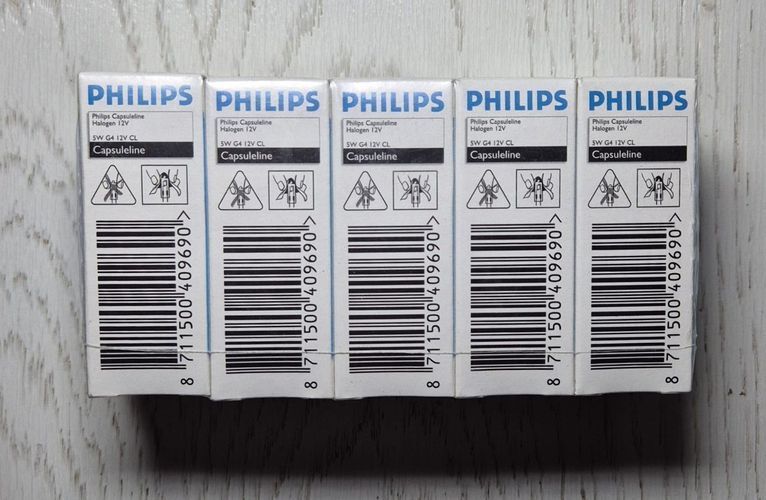 PHILIPS
Philips Capsuleline
Halogen 12V
5W G4 12V CL
Capsuleline
8 711500 409690 >
PHILIPS
Philips Capsuleline
Halogen 12V
5W G4 12V CL
Capsuleline
8 711500 409690 >
PHILIPS
Philips Capsuleline
Halogen 12V
5W G4 12V CL
Capsuleline
8 711500 409690 >
PHILIPS
Philips Capsuleline
Halogen 12V
5W G4 12V CL
Capsuleline
8 711500 409690 >
PHILIPS
Philips Capsuleline
Halogen 12V
5W G4 12V CL
Capsuleline
8 711500 409690 >